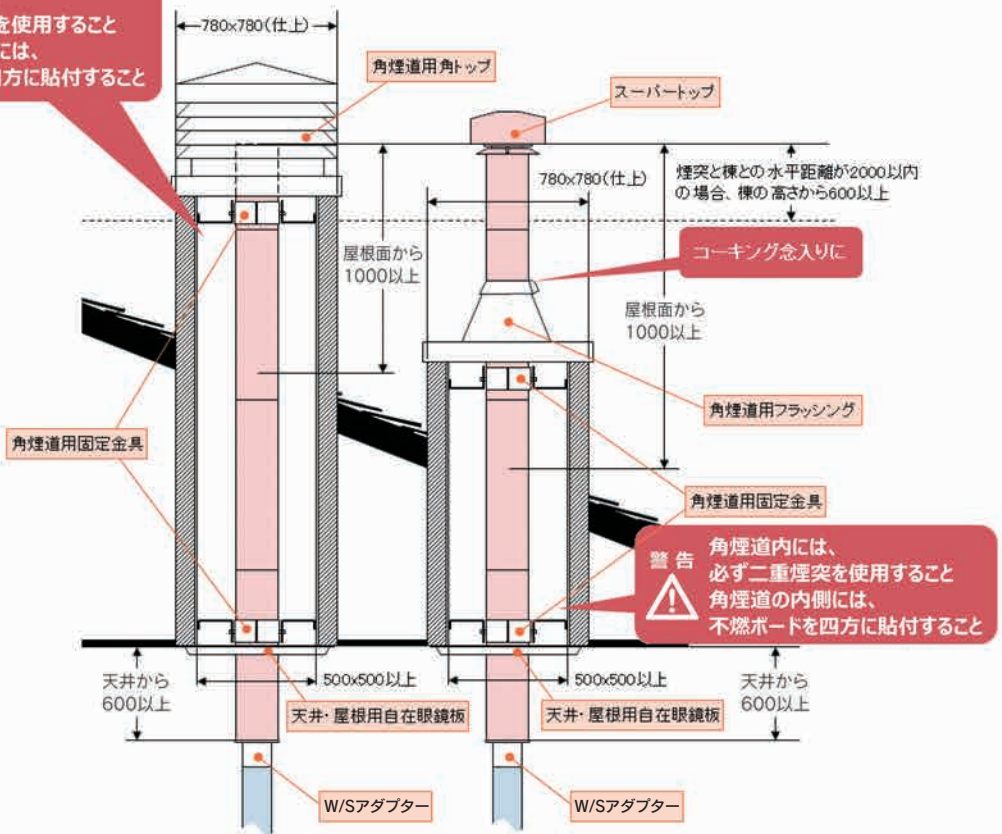 を使用すること
には、
方に貼付すること
780x780(仕上)
角煙道用角トップ
スーパートップ
煙突と棟との水平距離が2000以内
の場合、棟の高さから600以上
780x780(仕上)
屋根面から
1000以上
コーキング念入りに
屋根面から
1000以上
角煙道用フラッシング
角煙道用固定金具
角煙道用固定金具
警告
角煙道内には、
必ず二重煙突を使用すること
角煙道の内側には、
不燃ボードを四方に貼付すること
天井から
600以上
500x500以上
天井・屋根用自在眼鏡板
500x500以上
天井・屋根用自在眼鏡板
天井から
600以上
W/Sアダプター
W/Sアダプター